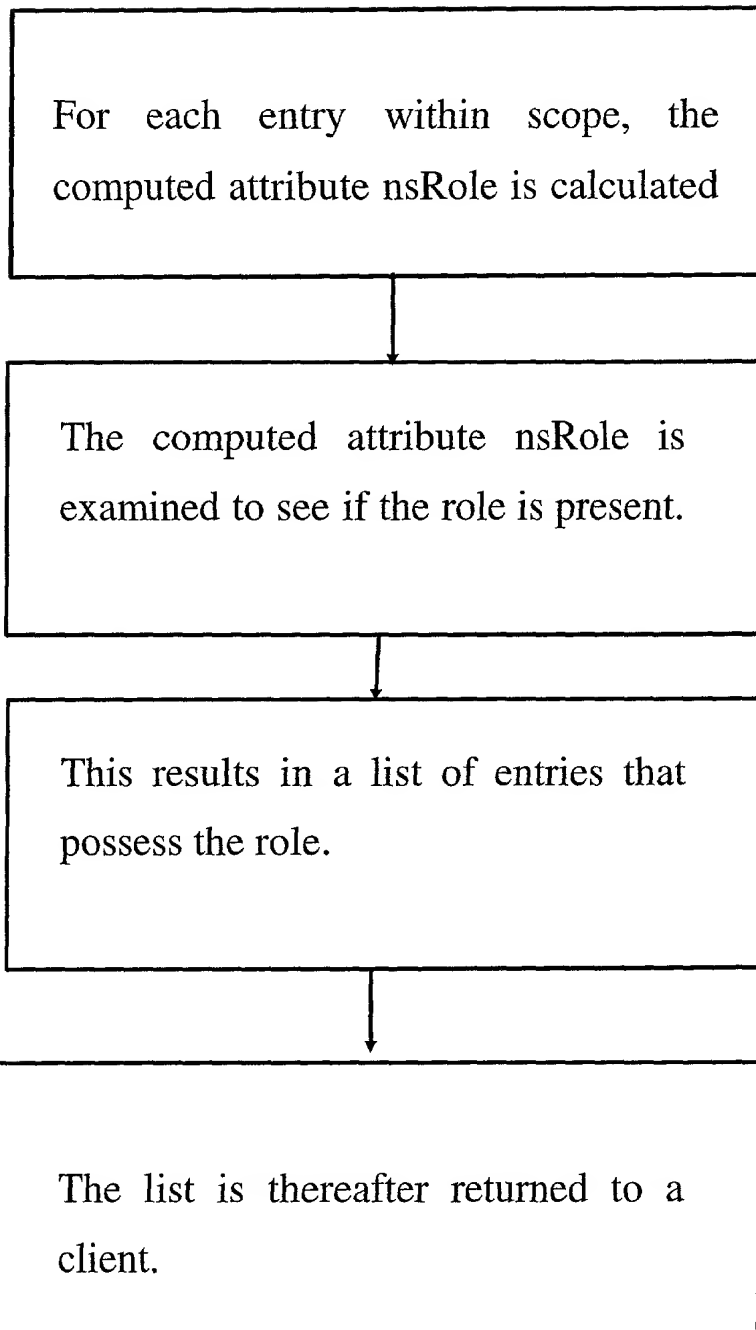 For each entry within scope, the
computed attribute nsRole is calculated
The computed attribute nsRole is
examined to see if the role is present.
This results in a list of entries that
possess the role.
The list is thereafter returned to a
client.